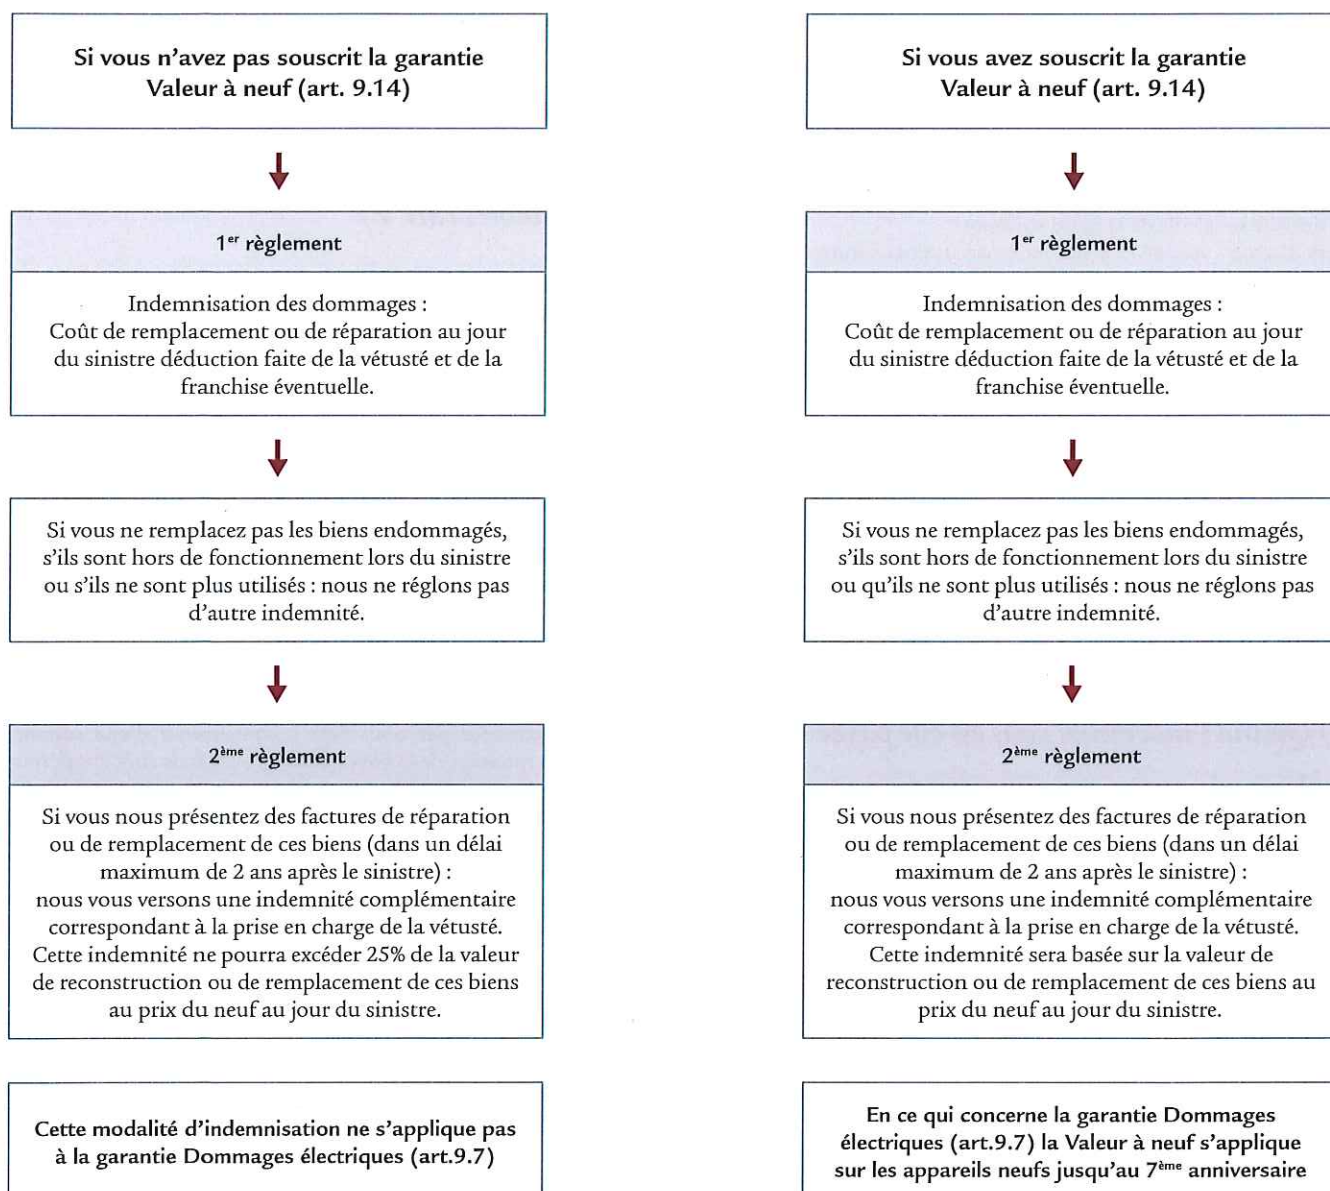 Si vous n'avez pas souscrit la garantie
Valeur à neuf (art. 9.14)
1er règlement
Indemnisation des dommages :
Coût de remplacement ou de réparation au jour
du sinistre déduction faite de la vétusté et de la
franchise éventuelle.
Si vous ne remplacez pas les biens endommagés,
s'ils sont hors de fonctionnement lors du sinistre
ou s'ils ne sont plus utilisés : nous ne réglons pas
d'autre indemnité.
2ème règlement
Si vous nous présentez des factures de réparation
ou de remplacement de ces biens (dans un délai
maximum de 2 ans après le sinistre) :
nous vous versons une indemnité complémentaire
correspondant à la prise en charge de la vétusté.
Cette indemnité ne pourra excéder 25% de la valeur
de reconstruction ou de remplacement de ces biens
au prix du neuf au jour du sinistre.
Cette modalité d'indemnisation ne s'applique pas
à la garantie Dommages électriques (art.9.7)
Si vous avez souscrit la garantie
Valeur à neuf (art. 9.14)
1er règlement
Indemnisation des dommages :
Coût de remplacement ou de réparation au jour
du sinistre déduction faite de la vétusté et de la
franchise éventuelle.
Si vous ne remplacez pas les biens endommagés,
s'ils sont hors de fonctionnement lors du sinistre
ou qu'ils ne sont plus utilisés : nous ne réglons pas
d'autre indemnité.
2ème règlement
Si vous nous présentez des factures de réparation
ou de remplacement de ces biens (dans un délai
maximum de 2 ans après le sinistre) :
nous vous versons une indemnité complémentaire
correspondant à la prise en charge de la vétusté.
Cette indemnité sera basée sur la valeur de
reconstruction ou de remplacement de ces biens au
prix du neuf au jour du sinistre.
En ce qui concerne la garantie Dommages
électriques (art.9.7) la Valeur à neuf s'applique
sur les appareils neufs jusqu'au 7ème anniversaire